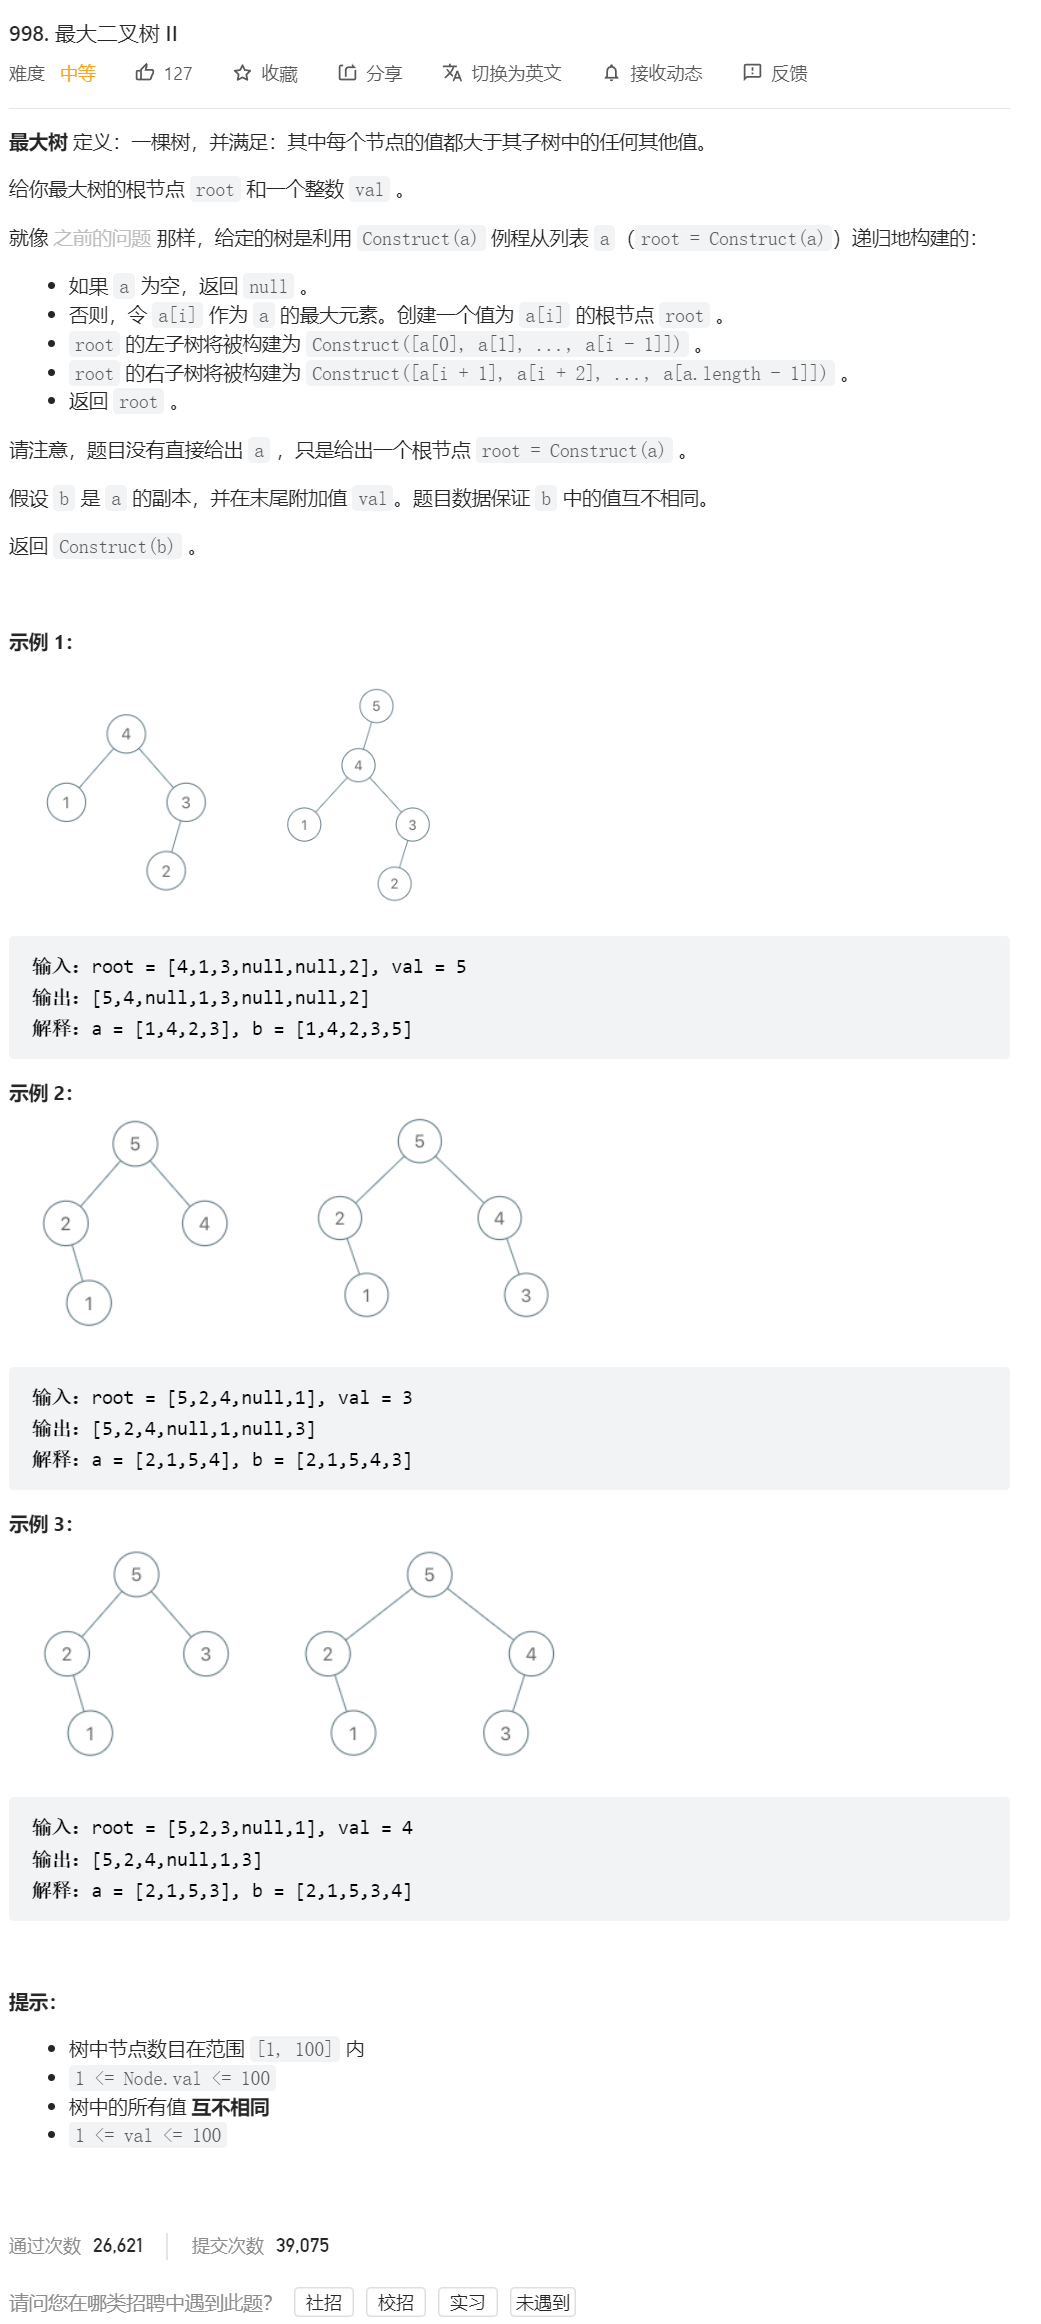 998. 最大二叉树 II
难度 中等 127 收藏 分享 切换为英文 接收动态 反馈
最大树 定义：一棵树，并满足：其中每个节点的值都大于其子树中的任何其他值。
给你最大树的根节点 root 和一个整数 val 。
就像 之前的问题 那样，给定的树是利用 Construct(a) 例程从列表 a（root = Construct(a)）递归地构建的：
如果 a 为空，返回 null 。
否则，令 a[i] 作为 a 的最大元素。创建一个值为 a[i] 的根节点 root 。
root 的左子树将被构建为 Construct([a[0], a[1], ..., a[i - 1]]) 。
root 的右子树将被构建为 Construct([a[i + 1], a[i + 2], ..., a[a.length - 1]]) 。
返回 root 。
请注意，题目没有直接给出 a ，只是给出一个根节点 root = Construct(a) 。
假设 b 是 a 的副本，并在末尾附加值 val。题目数据保证 b 中的值互不相同。
返回 Construct(b) 。
示例 1：
5
4
4
1 3
1 3
2
2
输入：root = [4,1,3,null,null,2], val = 5
输出：[5,4,null,1,3,null,null,2]
解释：a = [1,4,2,3], b = [1,4,2,3,5]
示例 2：
5 5
2 4 2 4
1 1 3
输入：root = [5,2,4,null,1], val = 3
输出：[5,2,4,null,1,null,3]
解释：a = [2,1,5,4], b = [2,1,5,4,3]
示例 3：
5 5
2 3 2 4
1 1 3
输入：root = [5,2,3,null,1], val = 4
输出：[5,2,4,null,1,3]
解释：a = [2,1,5,3], b = [2,1,5,3,4]
提示：
树中节点数目在范围 [1, 100] 内
1 <= Node.val <= 100
树中的所有值 互不相同
1 <= val <= 100
通过次数 26,621 提交次数 39,075
请问您在哪类招聘中遇到此题？ 社招 校招 实习 未遇到